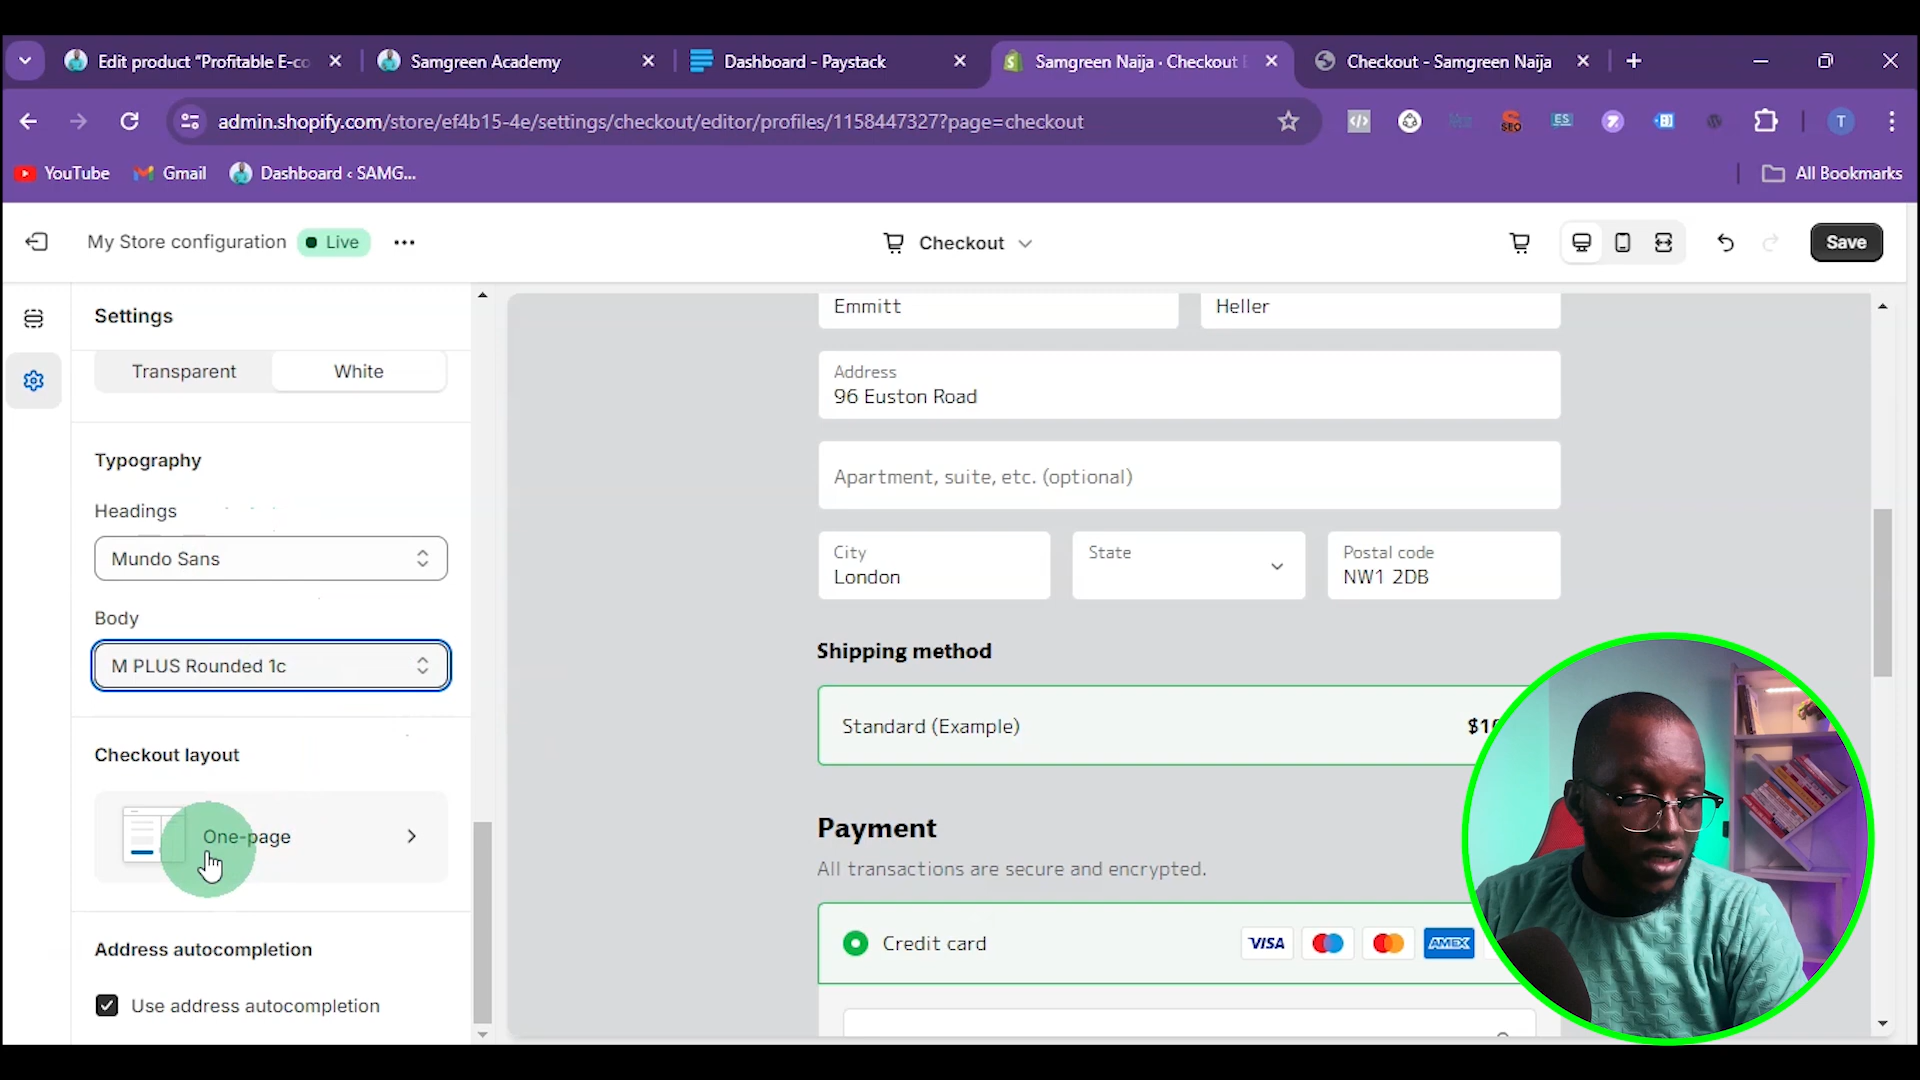 Edit product “Profitable E-co
Samgreen Academy
Dashboard - Paystack
Samgreen Naija · Checkout E
Checkout - Samgreen Naija
admin.shopify.com/store/ef4b15-4e/settings/checkout/editor/profiles/1158447327?page=checkout
SEO
ES
T
YouTube
Gmail
Dashboard ‹ SAMG...
All Bookmarks
My Store configuration
Live
Checkout
Save
Settings
Transparent
White
Typography
Headings
Mundo Sans
Body
M PLUS Rounded 1c
Checkout layout
One-page
Address autocompletion
Use address autocompletion
Emmitt
Heller
Address
96 Euston Road
Apartment, suite, etc. (optional)
City
London
State
Postal code
NW1 2DB
Shipping method
Standard (Example)
Payment
All transactions are secure and encrypted.
Credit card
VISA
AMEX